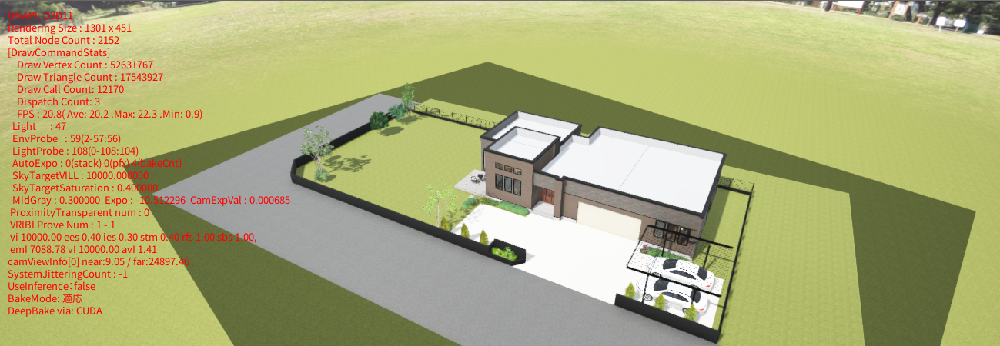 Rendering Size : 1301 x 451
Total Node Count : 2152
[DrawCommandStats]
Draw Vertex Count : 52631767
Draw Triangle Count : 17543927
Draw Call Count: 12170
Dispatch Count: 3
FPS : 20.8( Ave: 20.2 .Max: 22.3 .Min: 0.9)
Light : 47
EnvProbe : 59(2-57:56)
LightProbe : 108(0-108:104)
AutoExpo : 0(stack) 0(pfx) 4(bakeCnt)
SkyTargetVILL : 10000.000000
SkyTargetSaturation : 0.400000
MidGray : 0.300000 Expo : -10.512296 CamExpVal : 0.000685
ProximityTransparent num : 0
VRIBLProve Num : 1 - 1
vi 10000.00 ees 0.40 ies 0.30 stm 0.40 rfs 1.00 sbs 1.00,
emI 7088.78 vI 10000.00 avI 1.41
camViewInfo[0] near:9.05 / far:24897.46
SystemJitteringCount : -1
UseInference：false
BakeMode: 適応
DeepBake via: CUDA